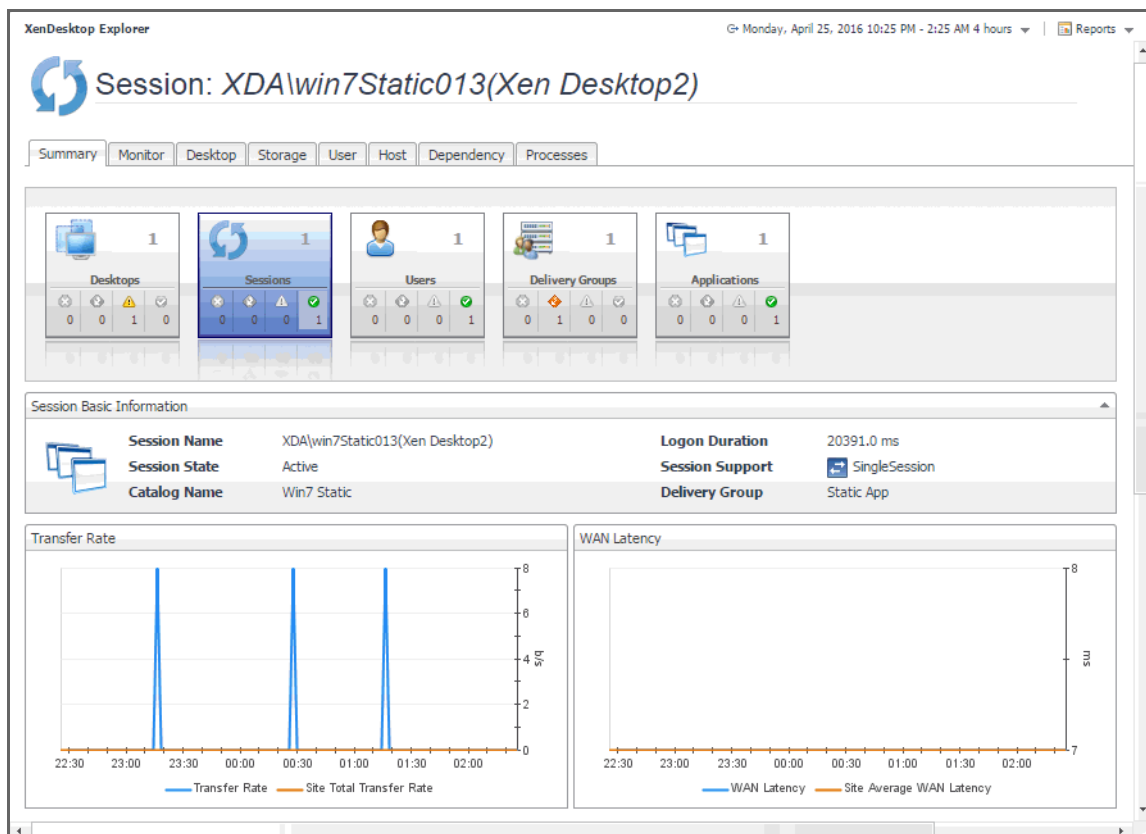 XenDesktop Explorer
Monday, April 25, 2016 10:25 PM - 2:25 AM 4 hours
Reports
Session: XDA\win7Static013(Xen Desktop2)
Summary Monitor Desktop Storage User Host Dependency Processes
1 1 1 1 1
Desktops Sessions Users Delivery Groups Applications
0 0 1 0 0 0 0 1 0 0 0 1 0 1 0 0 0 0 0 1
Session Basic Information
Session Name XDA\win7Static013(Xen Desktop2) Logon Duration 20391.0 ms
Session State Active Session Support SingleSession
Catalog Name Win7 Static Delivery Group Static App
Transfer Rate
8
6
4
2
0
b/s
22:30 23:00 23:30 00:00 00:30 01:00 01:30 02:00
Transfer Rate Site Total Transfer Rate
WAN Latency
8
7
ms
22:30 23:00 23:30 00:00 00:30 01:00 01:30 02:00
WAN Latency Site Average WAN Latency